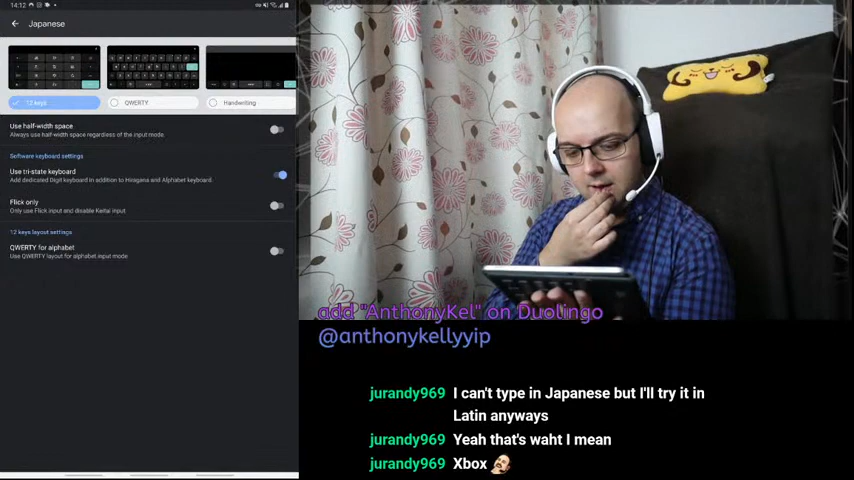 14:12
Japanese
12 keys
QWERTY
Handwriting
Use half-width space
Always use half-width space regardless of the input mode
Software keyboard settings
Use tri-state keyboard
Add dedicated Digit keyboard in addition to Hiragana and Alphabet keyboard.
Flick only
Only use Flick input and disable Keitai input
12 keys layout settings
QWERTY for alphabet
Use QWERTY layout for alphabet input mode
add "AnthonyKel" on Duolingo
@anthonykellyyip
jurandy969 I can't type in Japanese but I'll try it in
Latin anyways
jurandy969 Yeah that's waht I mean
jurandy969 Xbox